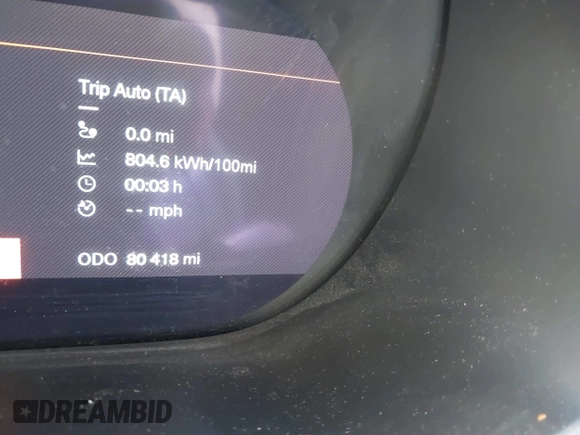 Trip Auto (TA)
0.0 mi
804.6 kWh/100mi
00:03 h
-- mph
ODO 80 418 mi
DREAMBID